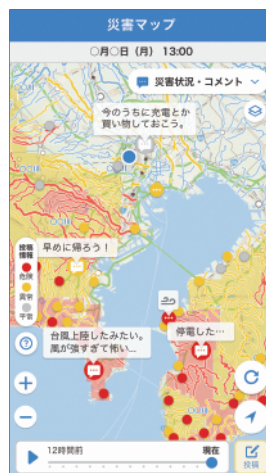 災害マップ
○月○日（月） 13:00
災害状況・コメント
今のうちに充電とか
買い物しておこう。
投稿
情報
危険
異常
平常
早めに帰ろう！
台風上陸したみたい。
風が強すぎて怖い…
停電した…
12時間前
現在
投稿